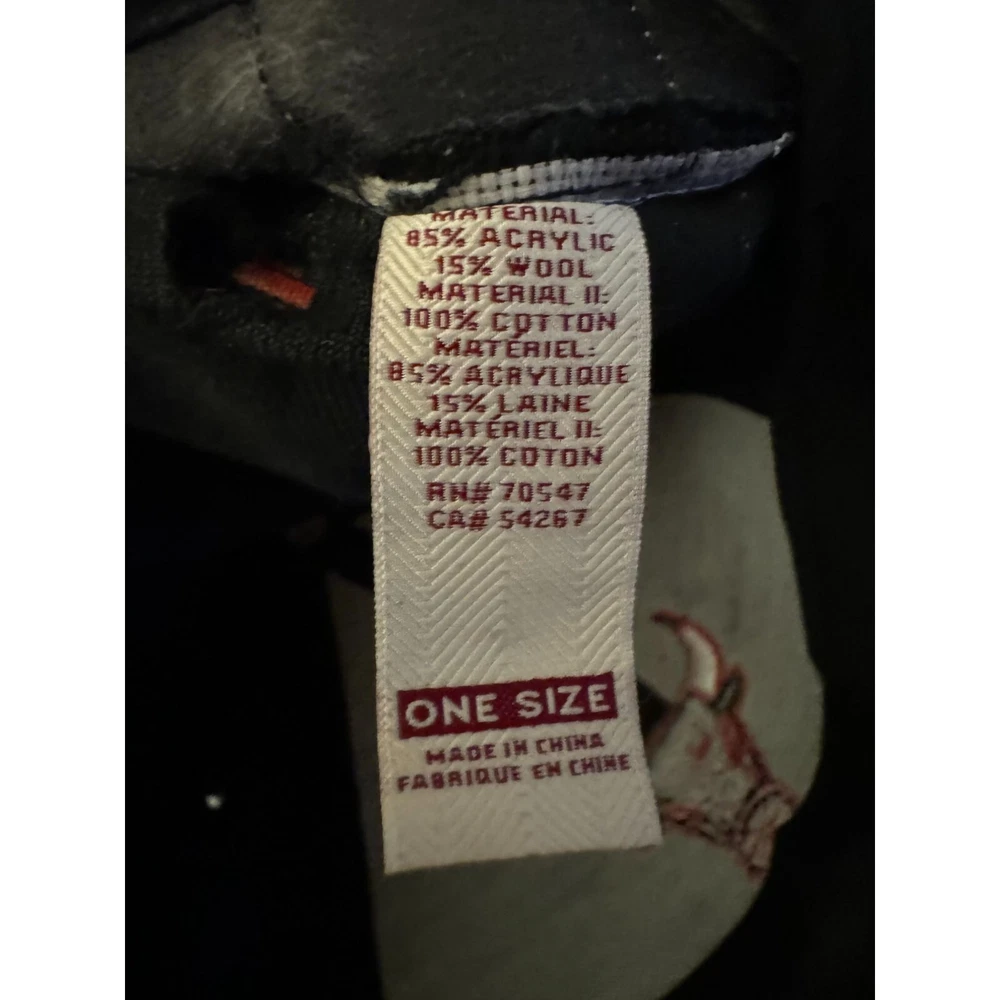 MATERIAL:
85% ACRYLIC
15% WOOL
MATERIAL II:
100% COTTON
MATÉRIEL:
85% ACRYLIQUE
15% LAINE
MATÉRIEL II:
100% COTON
RN# 70547
CA# 54267
ONE SIZE
MADE IN CHINA
FABRIQUE EN CHINE